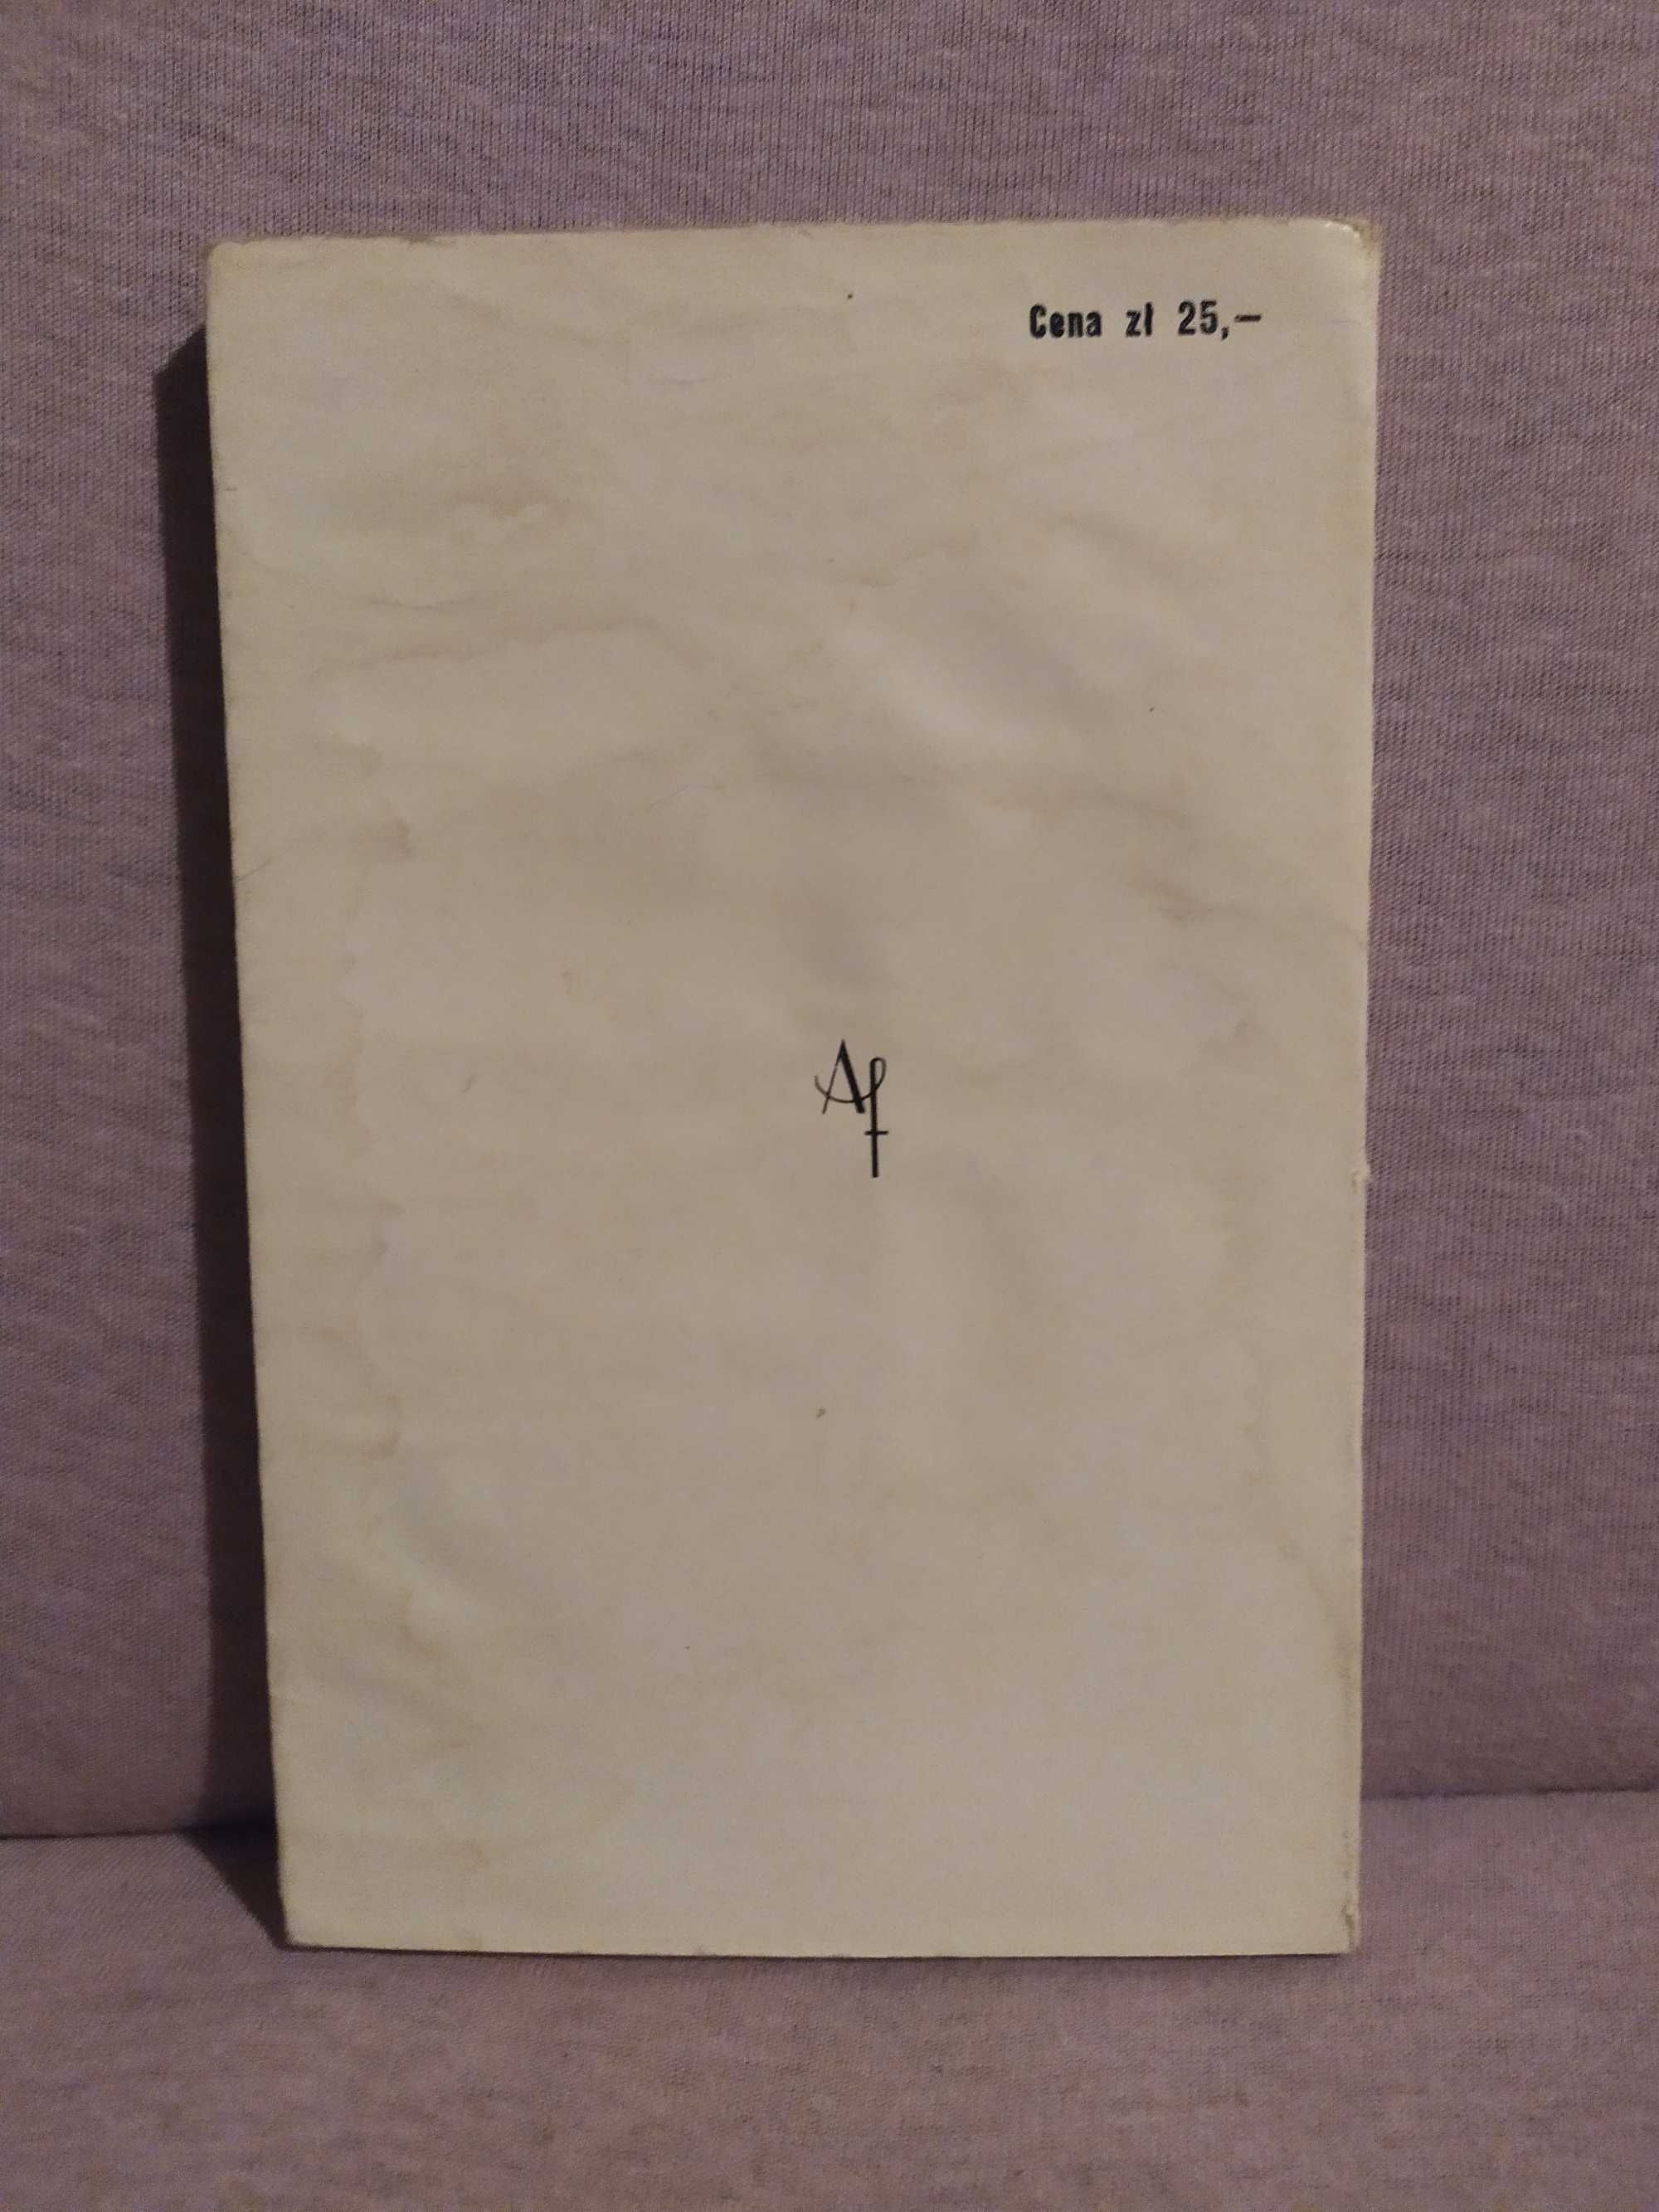 Cena zł 25,—